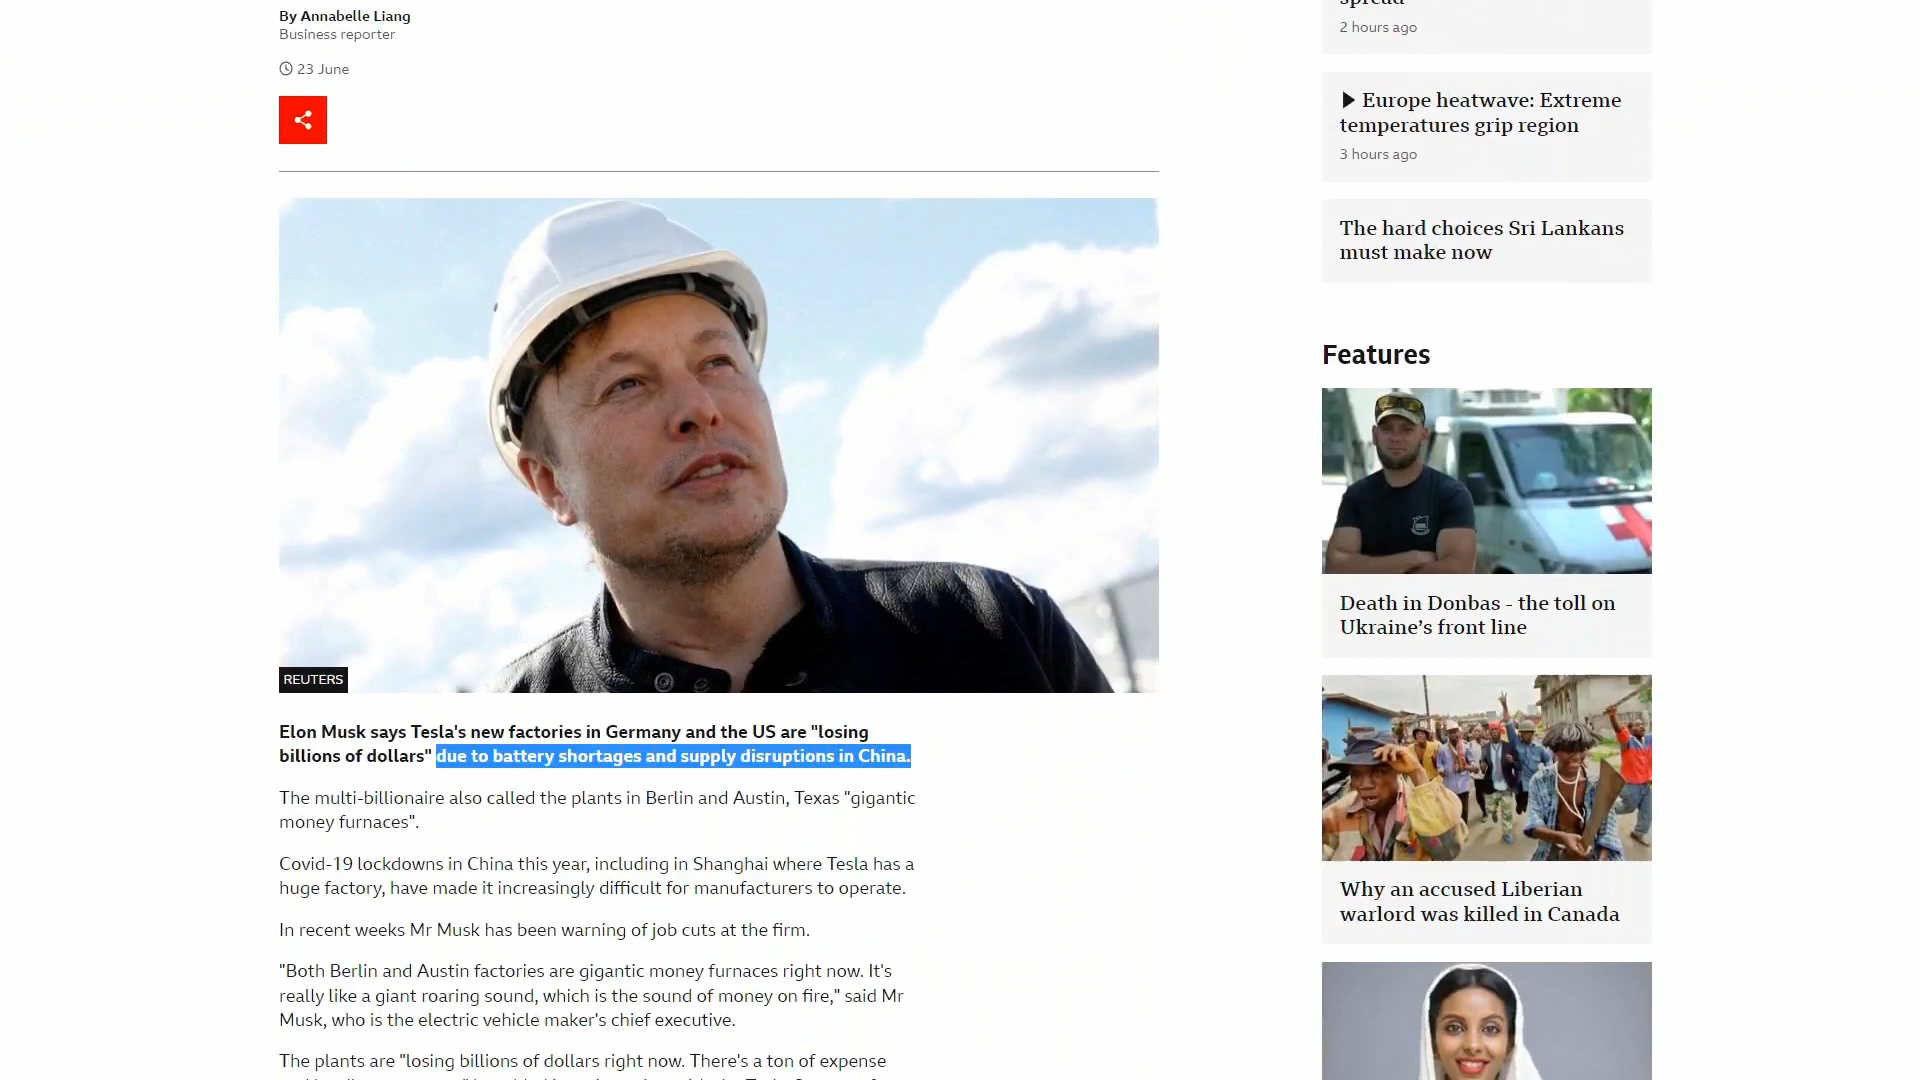 By Annabelle Liang
Business reporter
23 June
REUTERS
Elon Musk says Tesla's new factories in Germany and the US are "losing
billions of dollars" due to battery shortages and supply disruptions in China.
The multi-billionaire also called the plants in Berlin and Austin, Texas "gigantic
money furnaces".
Covid-19 lockdowns in China this year, including in Shanghai where Tesla has a
huge factory, have made it increasingly difficult for manufacturers to operate.
In recent weeks Mr Musk has been warning of job cuts at the firm.
"Both Berlin and Austin factories are gigantic money furnaces right now. It's
really like a giant roaring sound, which is the sound of money on fire," said Mr
Musk, who is the electric vehicle maker's chief executive.
The plants are "losing billions of dollars right now. There's a ton of expense
spread
2 hours ago
Europe heatwave: Extreme
temperatures grip region
3 hours ago
The hard choices Sri Lankans
must make now
Features
Death in Donbas - the toll on
Ukraine’s front line
Why an accused Liberian
warlord was killed in Canada